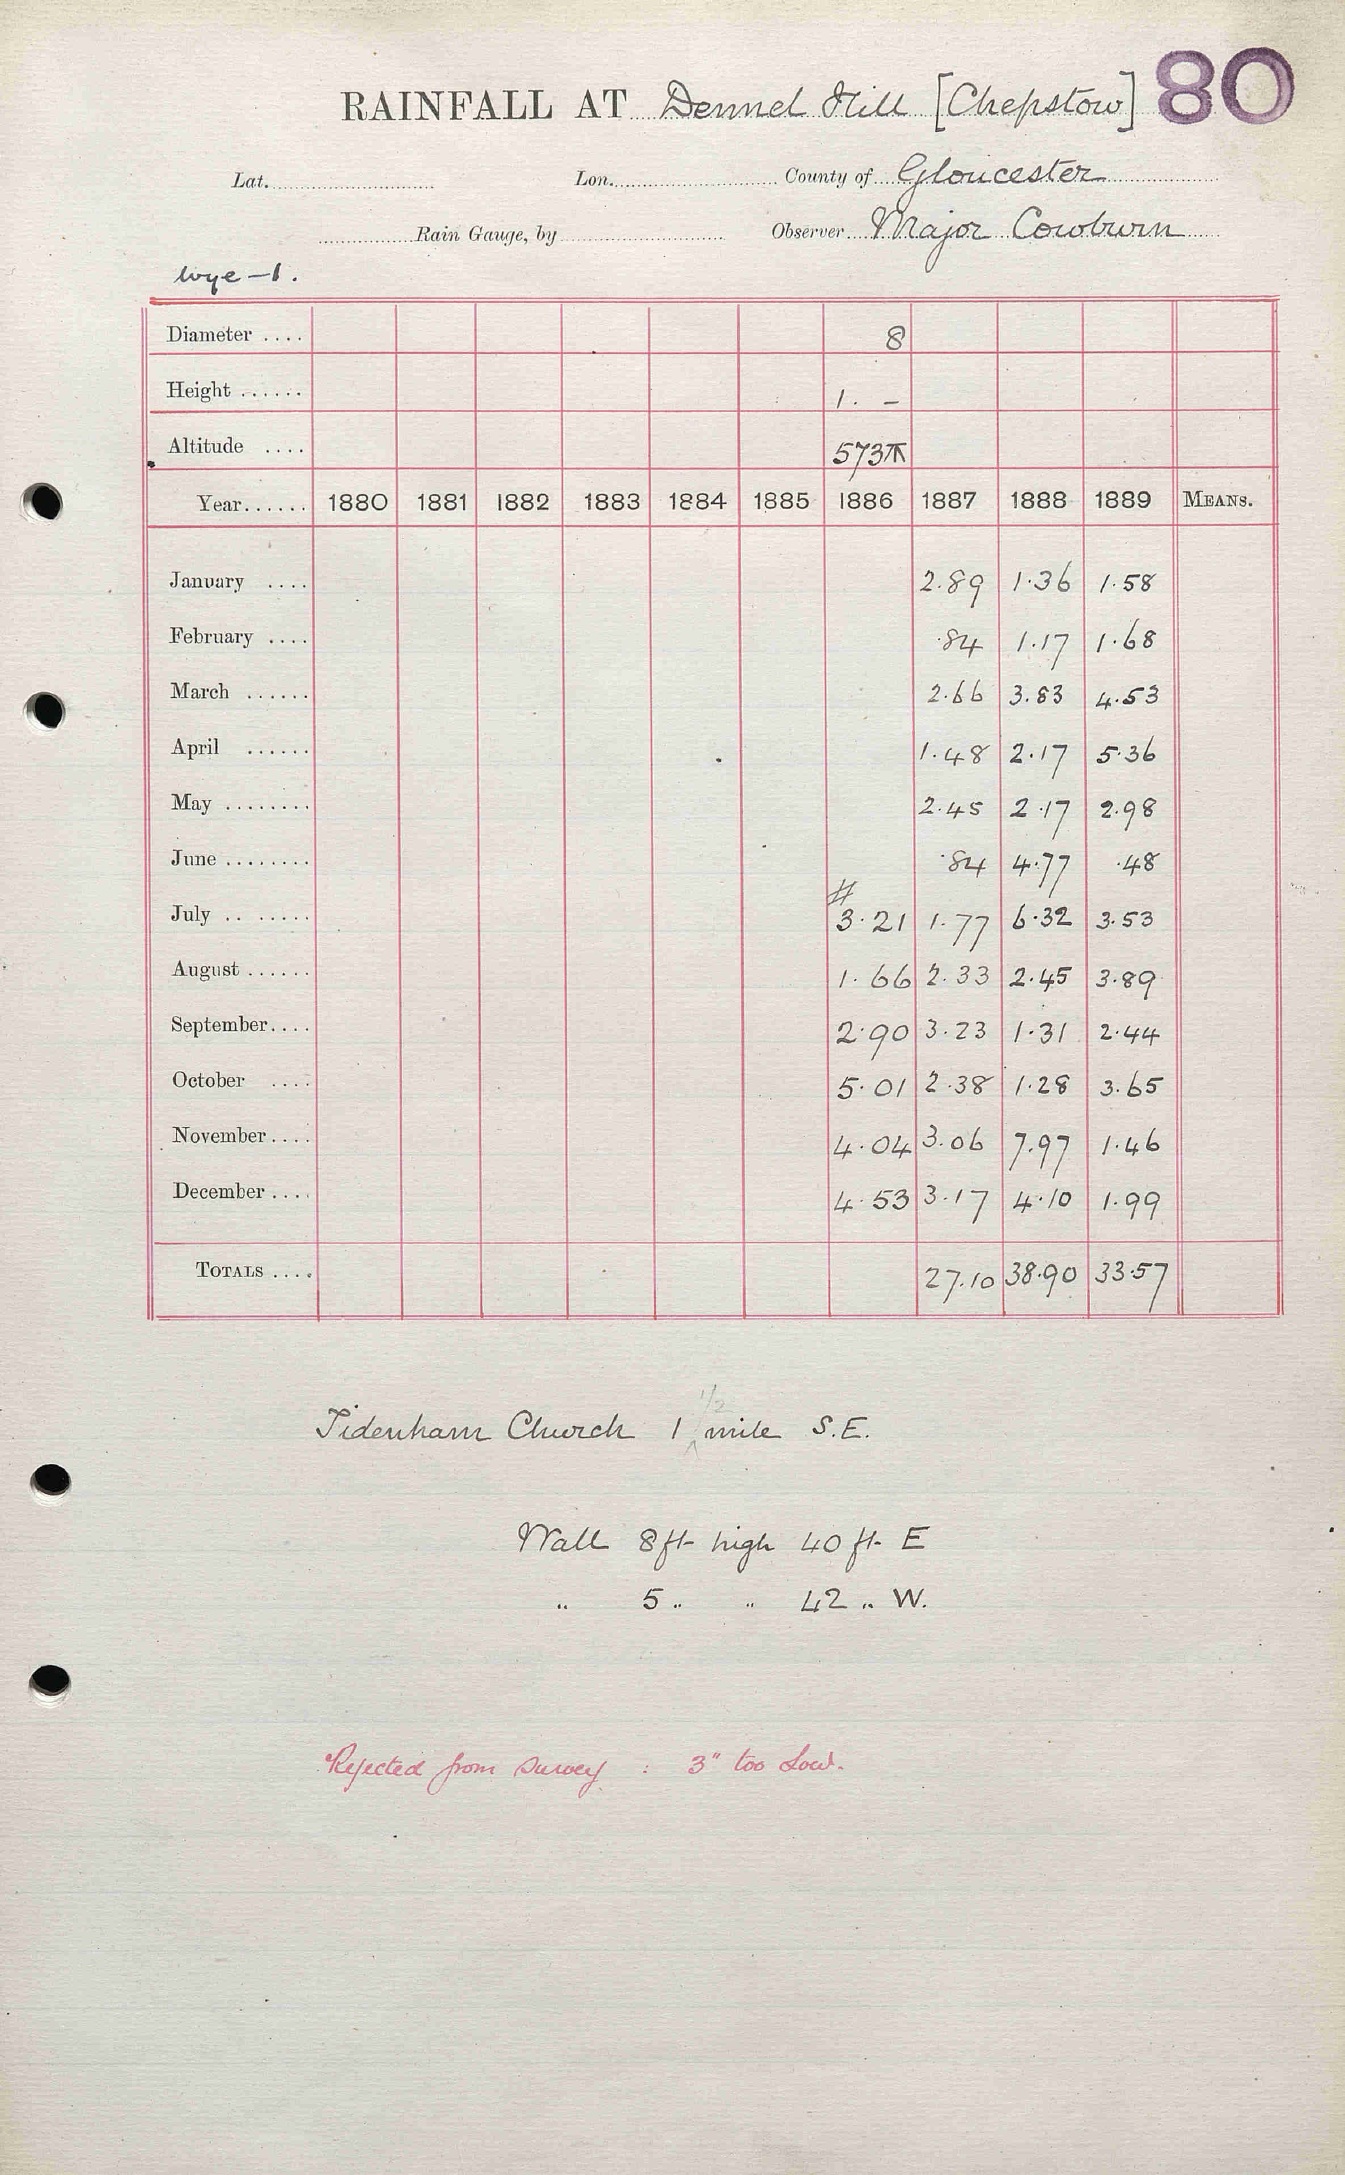 80
RAINFALL AT Dennel Hill [Chepstow]
Lat. Lon. County of Gloucester
Rain Gauge, by Observer Major Cowburn
Wye - 1.
Diameter .... 8
Height ...... 1. -
Altitude .... 573
Year...... 1880 1881 1882 1883 1884 1885 1886 1887 1888 1889 MEANS.
January .... 2.89 1.36 1.58
February .... .84 1.17 1.68
March ...... 2.66 3.83 4.53
April ...... 1.48 2.17 5.36
May ........ 2.45 2.17 2.98
June ........ .84 4.77 .48
#
July .. ..... 3.21 1.77 6.32 3.53
August ...... 1.66 2.33 2.45 3.89
September.... 2.90 3.23 1.31 2.44
October .... 5.01 2.38 1.28 3.65
November.... 4.04 3.06 7.97 1.46
December .... 4.53 3.17 4.10 1.99
TOTALS .... 27.10 38.90 33.57
Tidenham Church 1 1/2 mile S.E.
Wall 8 ft high 40 ft. E
" 5 " " 42 " W.
Rejected from Survey : 3" too Low.